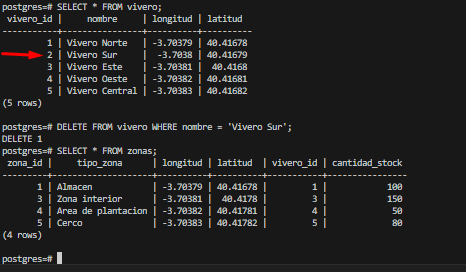 postgres=# SELECT * FROM vivero;
 vivero_id |     nombre     | longitud | latitud
-----------+----------------+----------+----------
         1 | Vivero Norte   | -3.70379 | 40.41678
         2 | Vivero Sur     |  -3.7038 | 40.41679
         3 | Vivero Este    | -3.70381 |  40.4168
         4 | Vivero Oeste   | -3.70382 | 40.41681
         5 | Vivero Central | -3.70383 | 40.41682
(5 rows)
postgres=# DELETE FROM vivero WHERE nombre = 'Vivero Sur';
DELETE 1
postgres=# SELECT * FROM zonas;
 zona_id |     tipo_zona      | longitud | latitud  | vivero_id | cantidad_stock
---------+--------------------+----------+----------+-----------+----------------
       1 | Almacen            | -3.70379 | 40.41678 |         1 |            100
       3 | Zona interior      | -3.70381 |  40.4178 |         3 |            150
       4 | Area de plantacion | -3.70382 | 40.41781 |         4 |             50
       5 | Cerco              | -3.70383 | 40.41782 |         5 |             80
(4 rows)
postgres=#